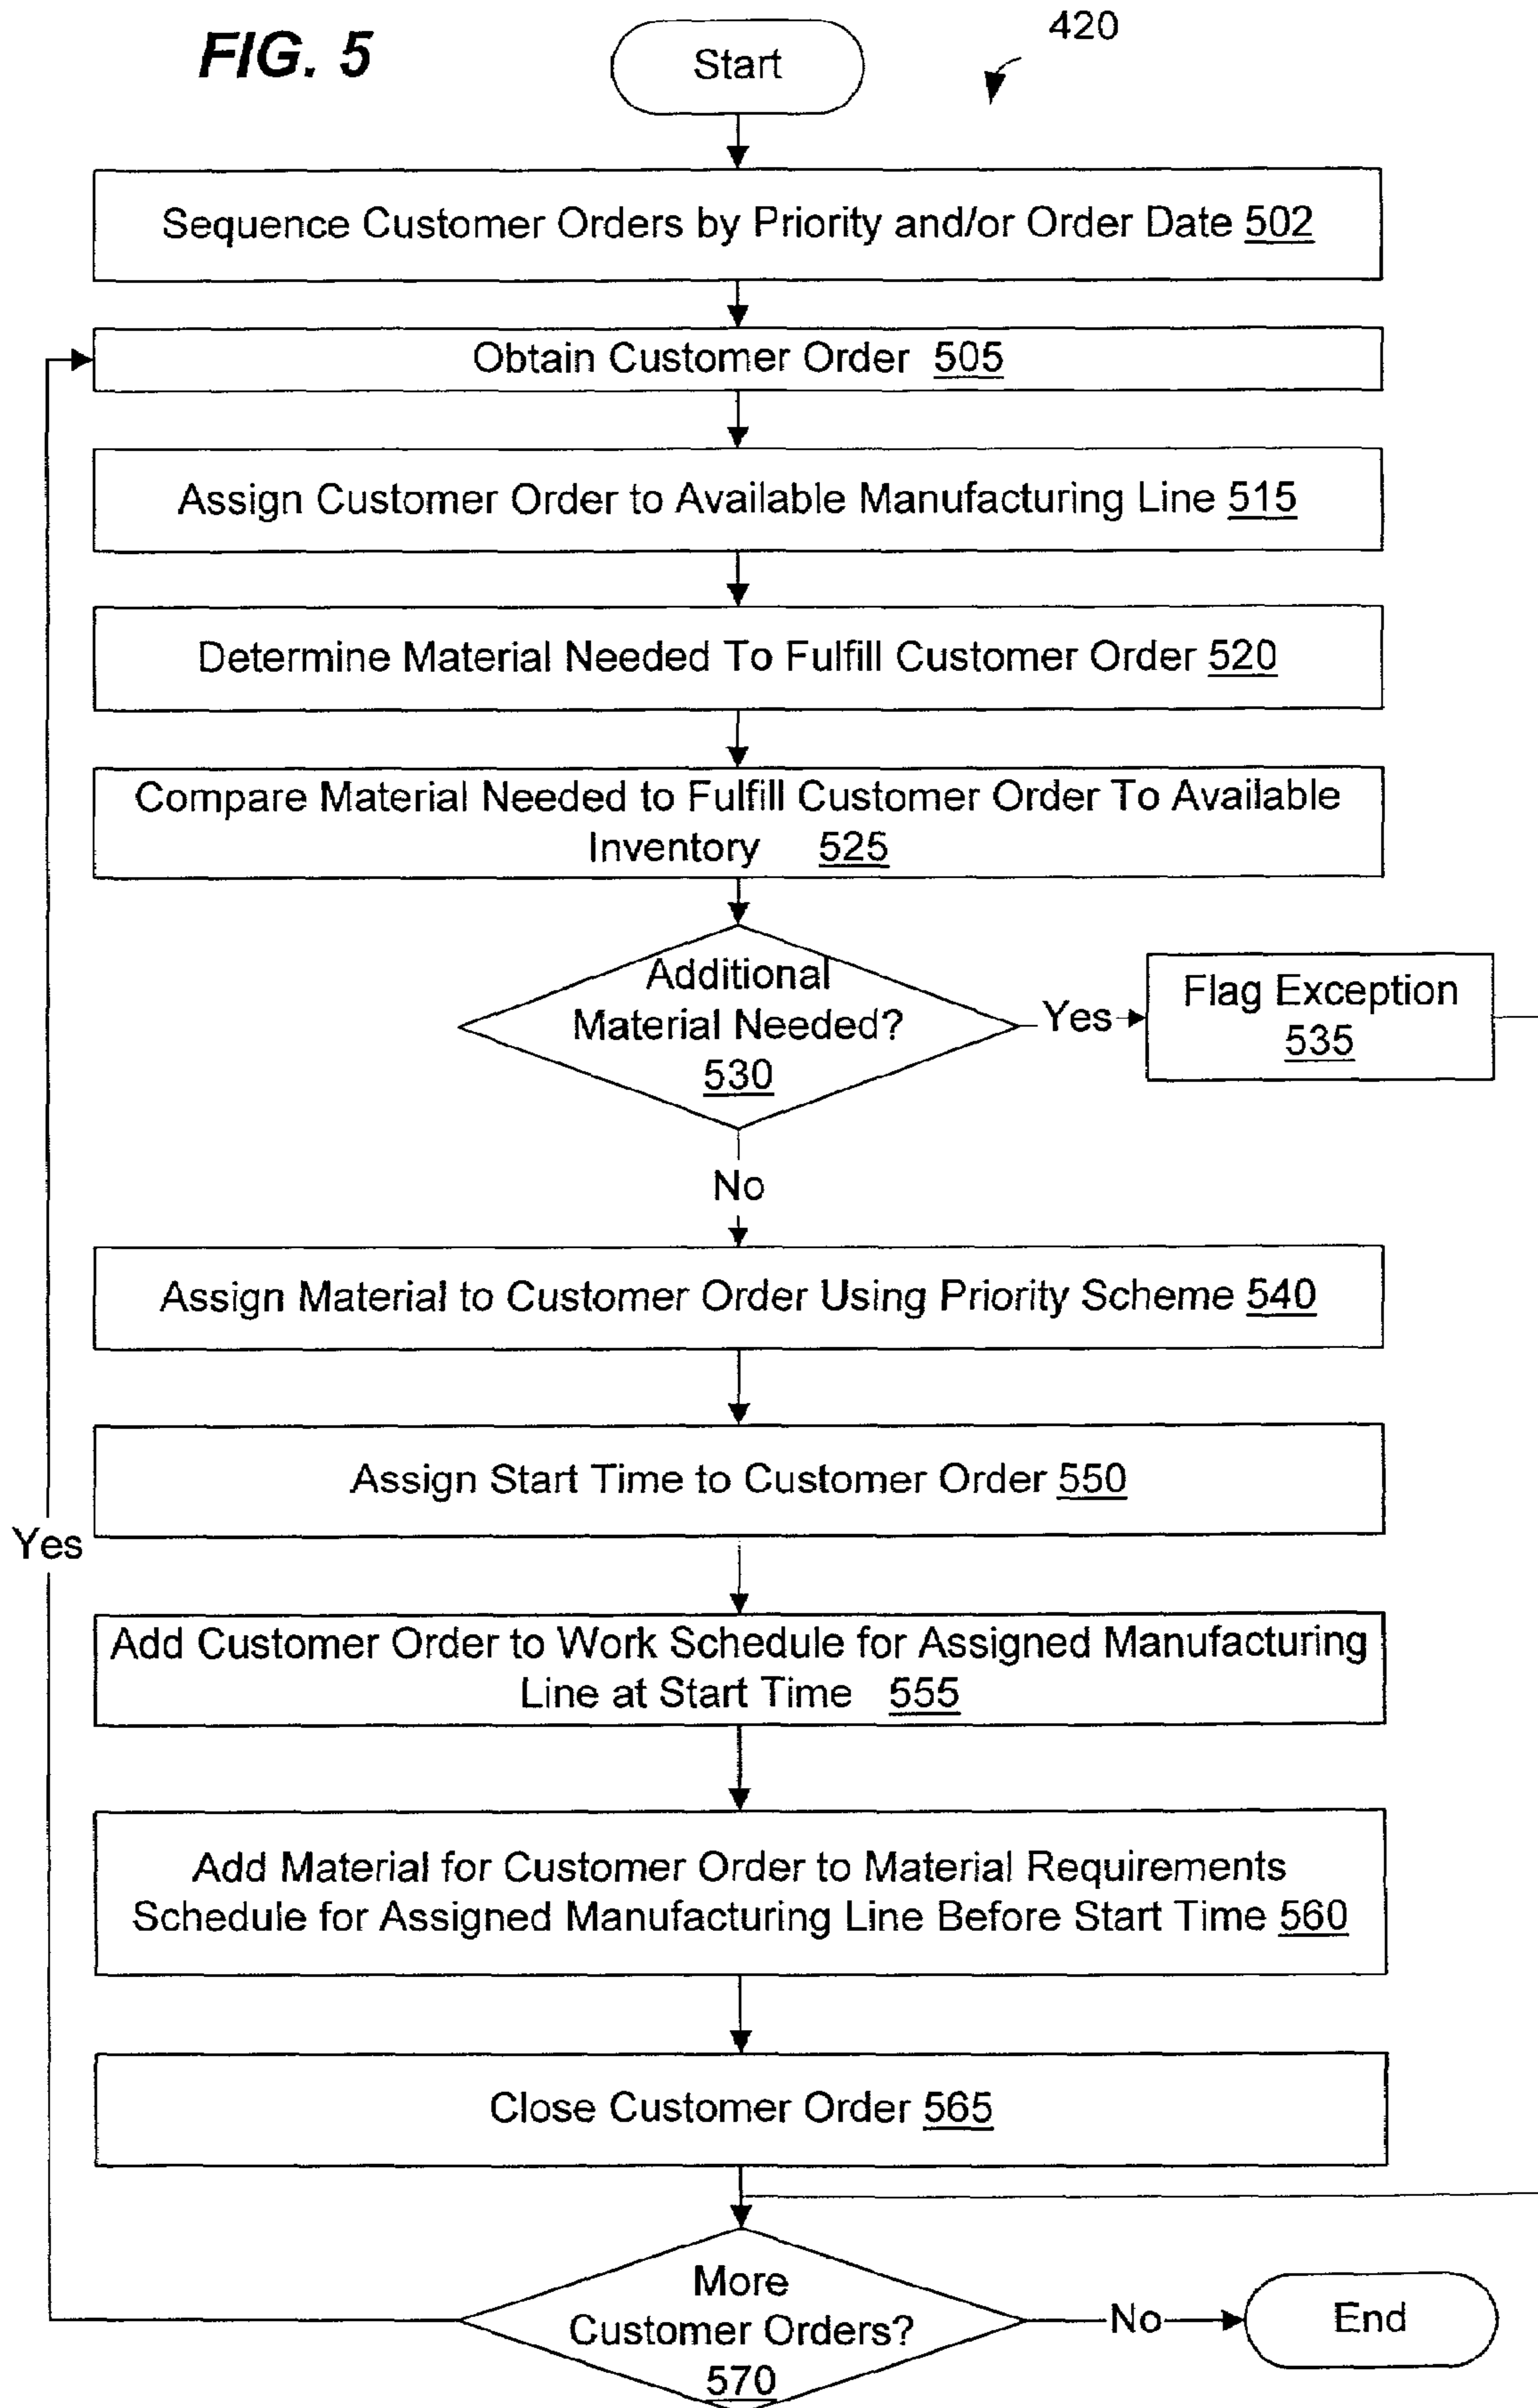 FIG. 5
Start
420
Sequence Customer Orders by Priority and/or Order Date 502
Obtain Customer Order 505
Assign Customer Order to Available Manufacturing Line 515
Determine Material Needed To Fulfill Customer Order 520
Compare Material Needed to Fulfill Customer Order To Available
Inventory 525
Additional
Material Needed?
530
Yes
Flag Exception
535
No
Assign Material to Customer Order Using Priority Scheme 540
Assign Start Time to Customer Order 550
Yes
Add Customer Order to Work Schedule for Assigned Manufacturing
Line at Start Time 555
Add Material for Customer Order to Material Requirements
Schedule for Assigned Manufacturing Line Before Start Time 560
Close Customer Order 565
More
Customer Orders?
570
No
End